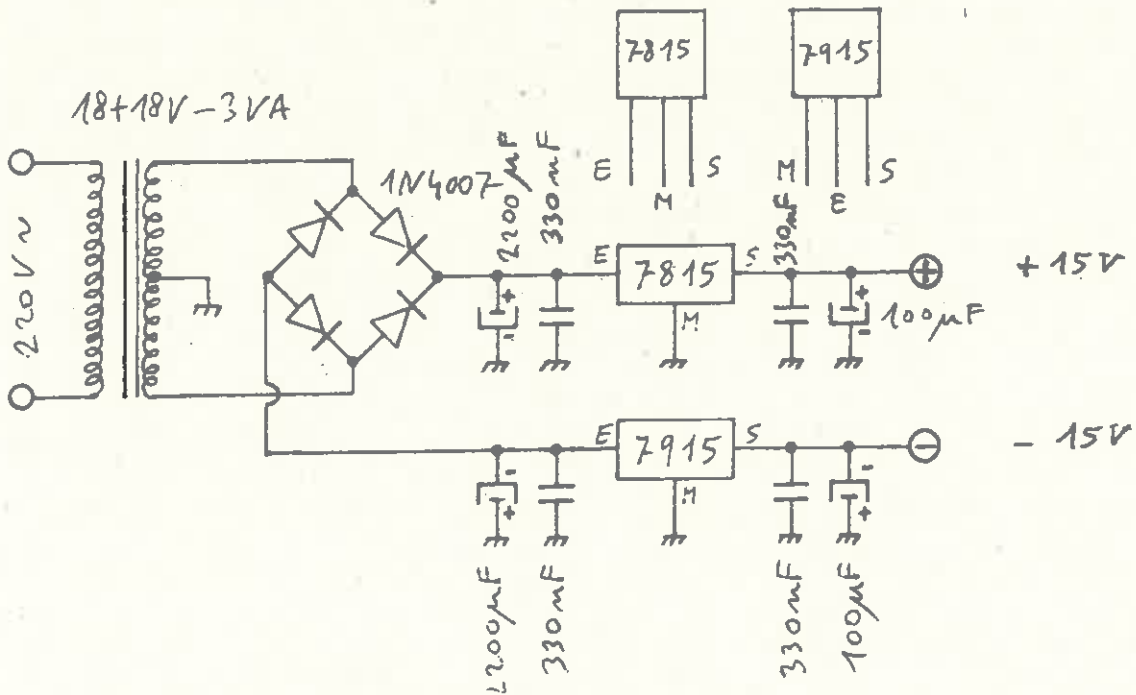 7815
7915
18+18V-3VA
E
M
S
M
E
S
220V~
1N4007
2200µF
330nF
E
7815
S
M
330nF
+
-
+
-
100µF
+
+ 15V
E
7915
S
M
-
+
-
+
-
- 15V
2200µF
330nF
330nF
100µF